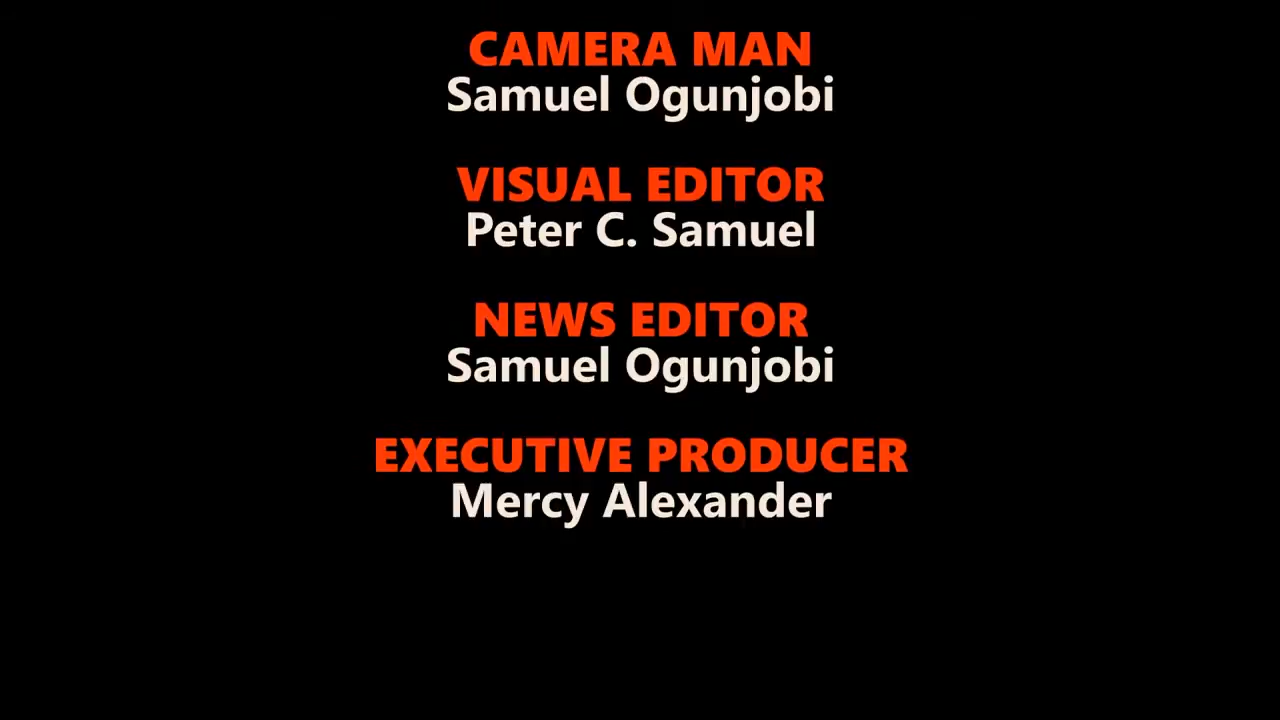 CAMERA MAN
Samuel Ogunjobi
VISUAL EDITOR
Peter C. Samuel
NEWS EDITOR
Samuel Ogunjobi
EXECUTIVE PRODUCER
Mercy Alexander